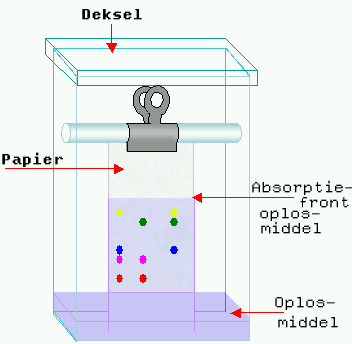 Deksel
Papier
Absorptie-
front
oplos-
middel
Oplos-
middel